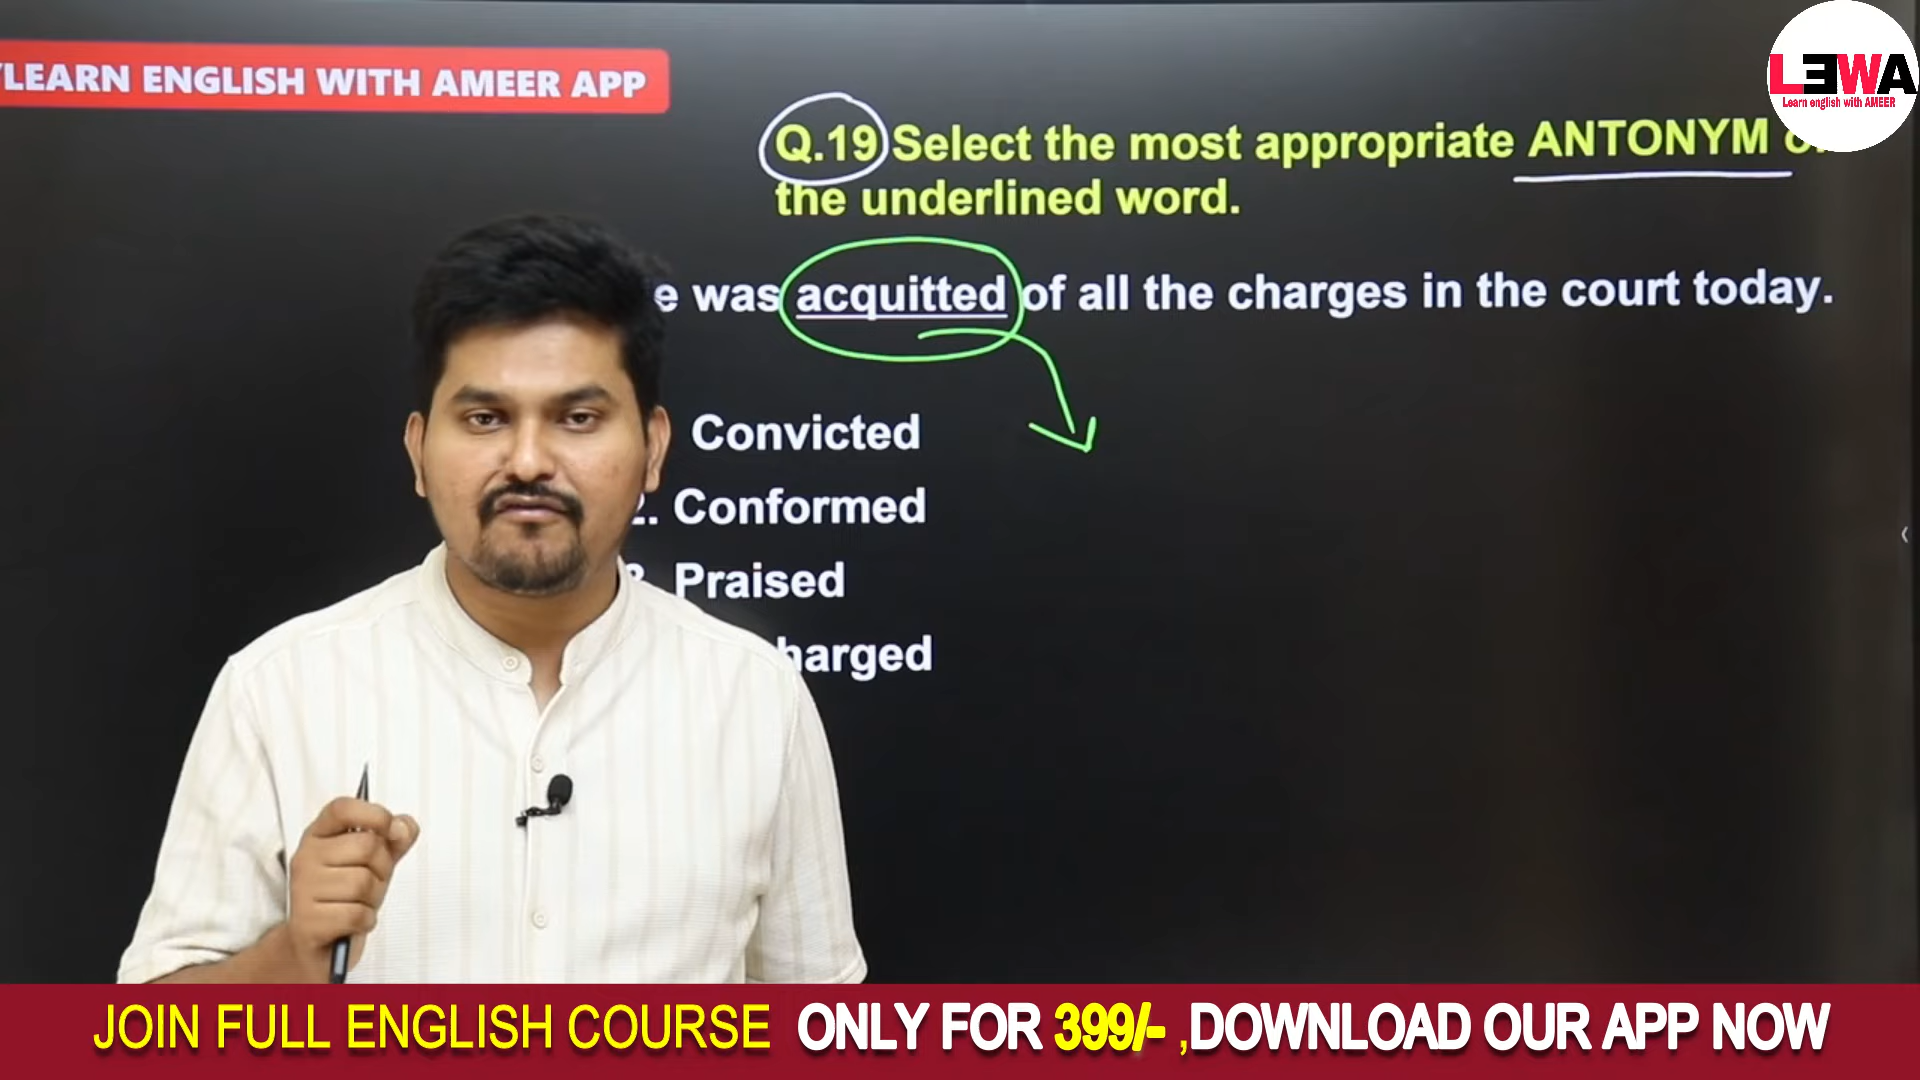 LEARN ENGLISH WITH AMEER APP
LEWA
Learn english with AMEER
Q.19 Select the most appropriate ANTONYM
the underlined word.
e was acquitted of all the charges in the court today.
Convicted
2. Conformed
3. Praised
harged
JOIN FULL ENGLISH COURSE ONLY FOR 399/- ,DOWNLOAD OUR APP NOW